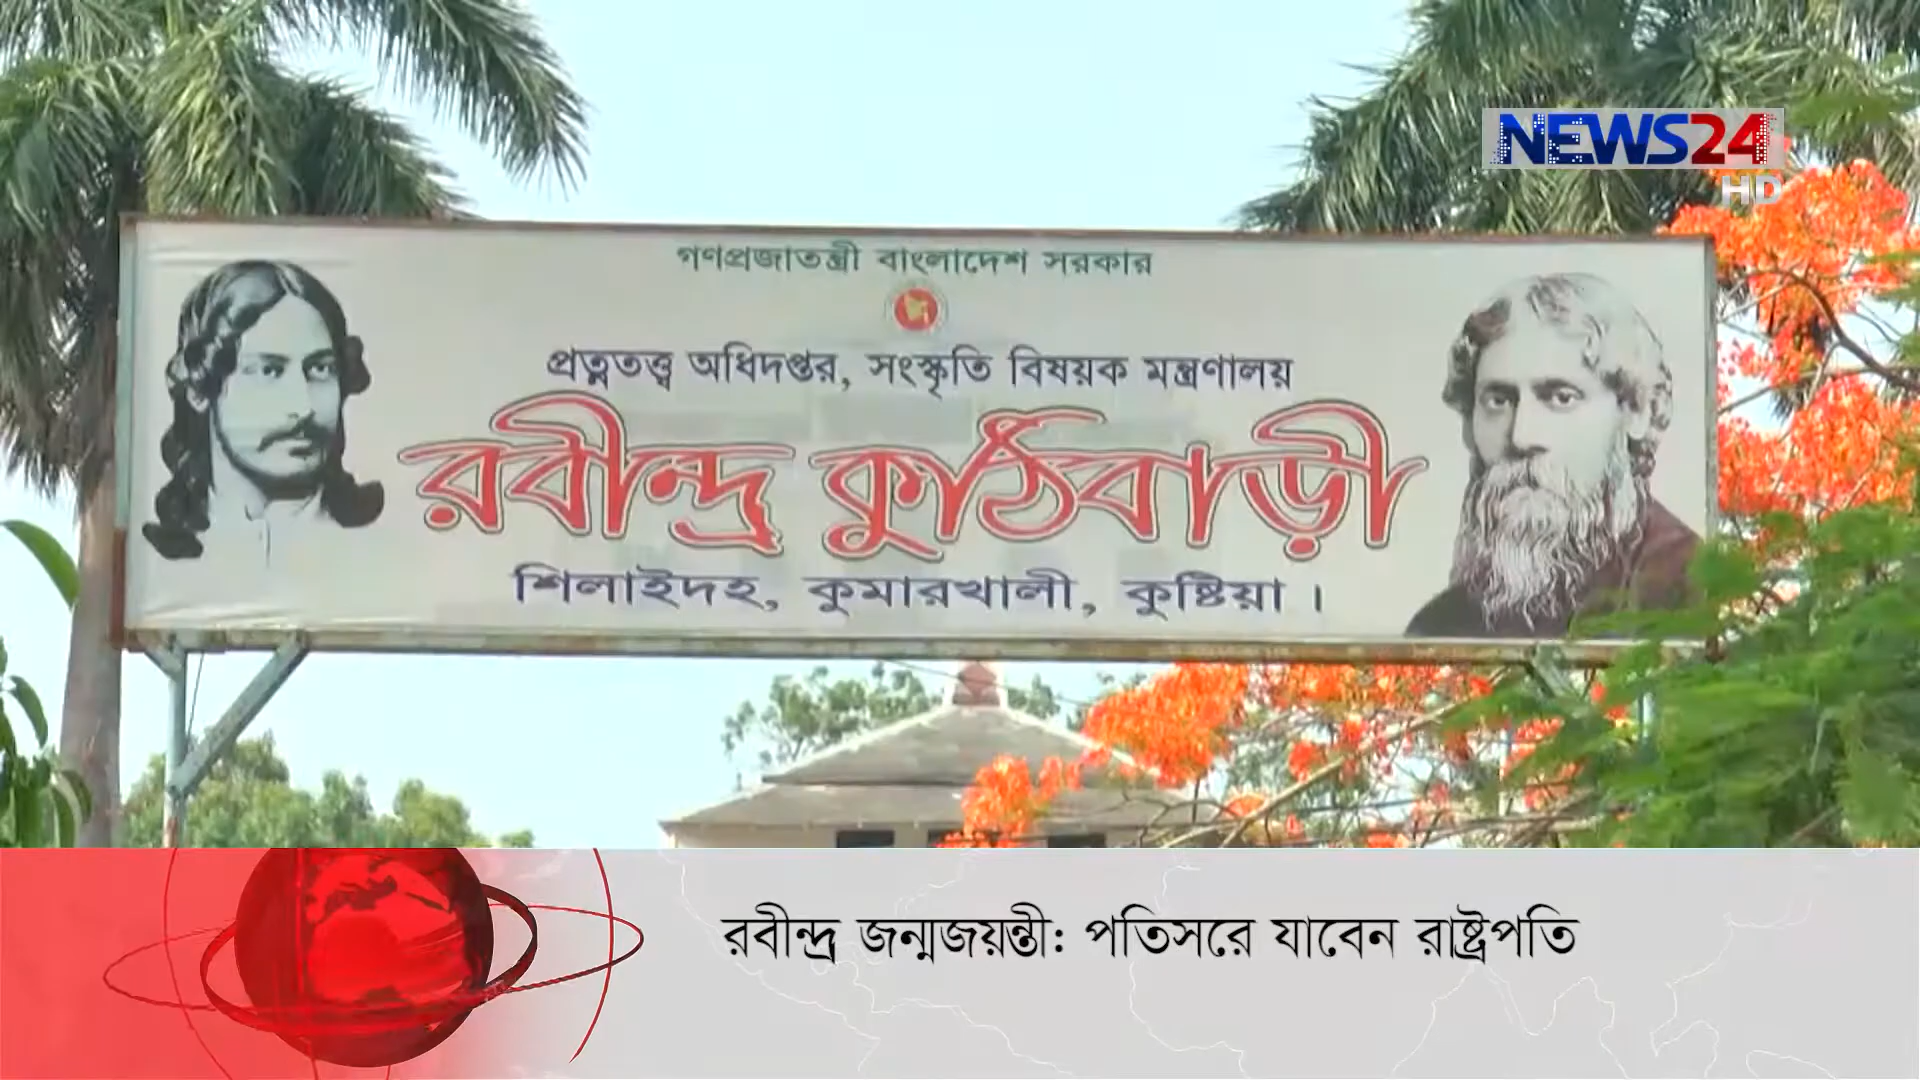 NEWS24
HD
গণপ্রজাতন্ত্রী বাংলাদেশ সরকার
প্রত্নতত্ত্ব অধিদপ্তর, সংস্কৃতি বিষয়ক মন্ত্রণালয়
রবীন্দ্র কুঠিবাড়ী
শিলাইদহ, কুমারখালী, কুষ্টিয়া ।
রবীন্দ্র জন্মজয়ন্তী: পতিসরে যাবেন রাষ্ট্রপতি